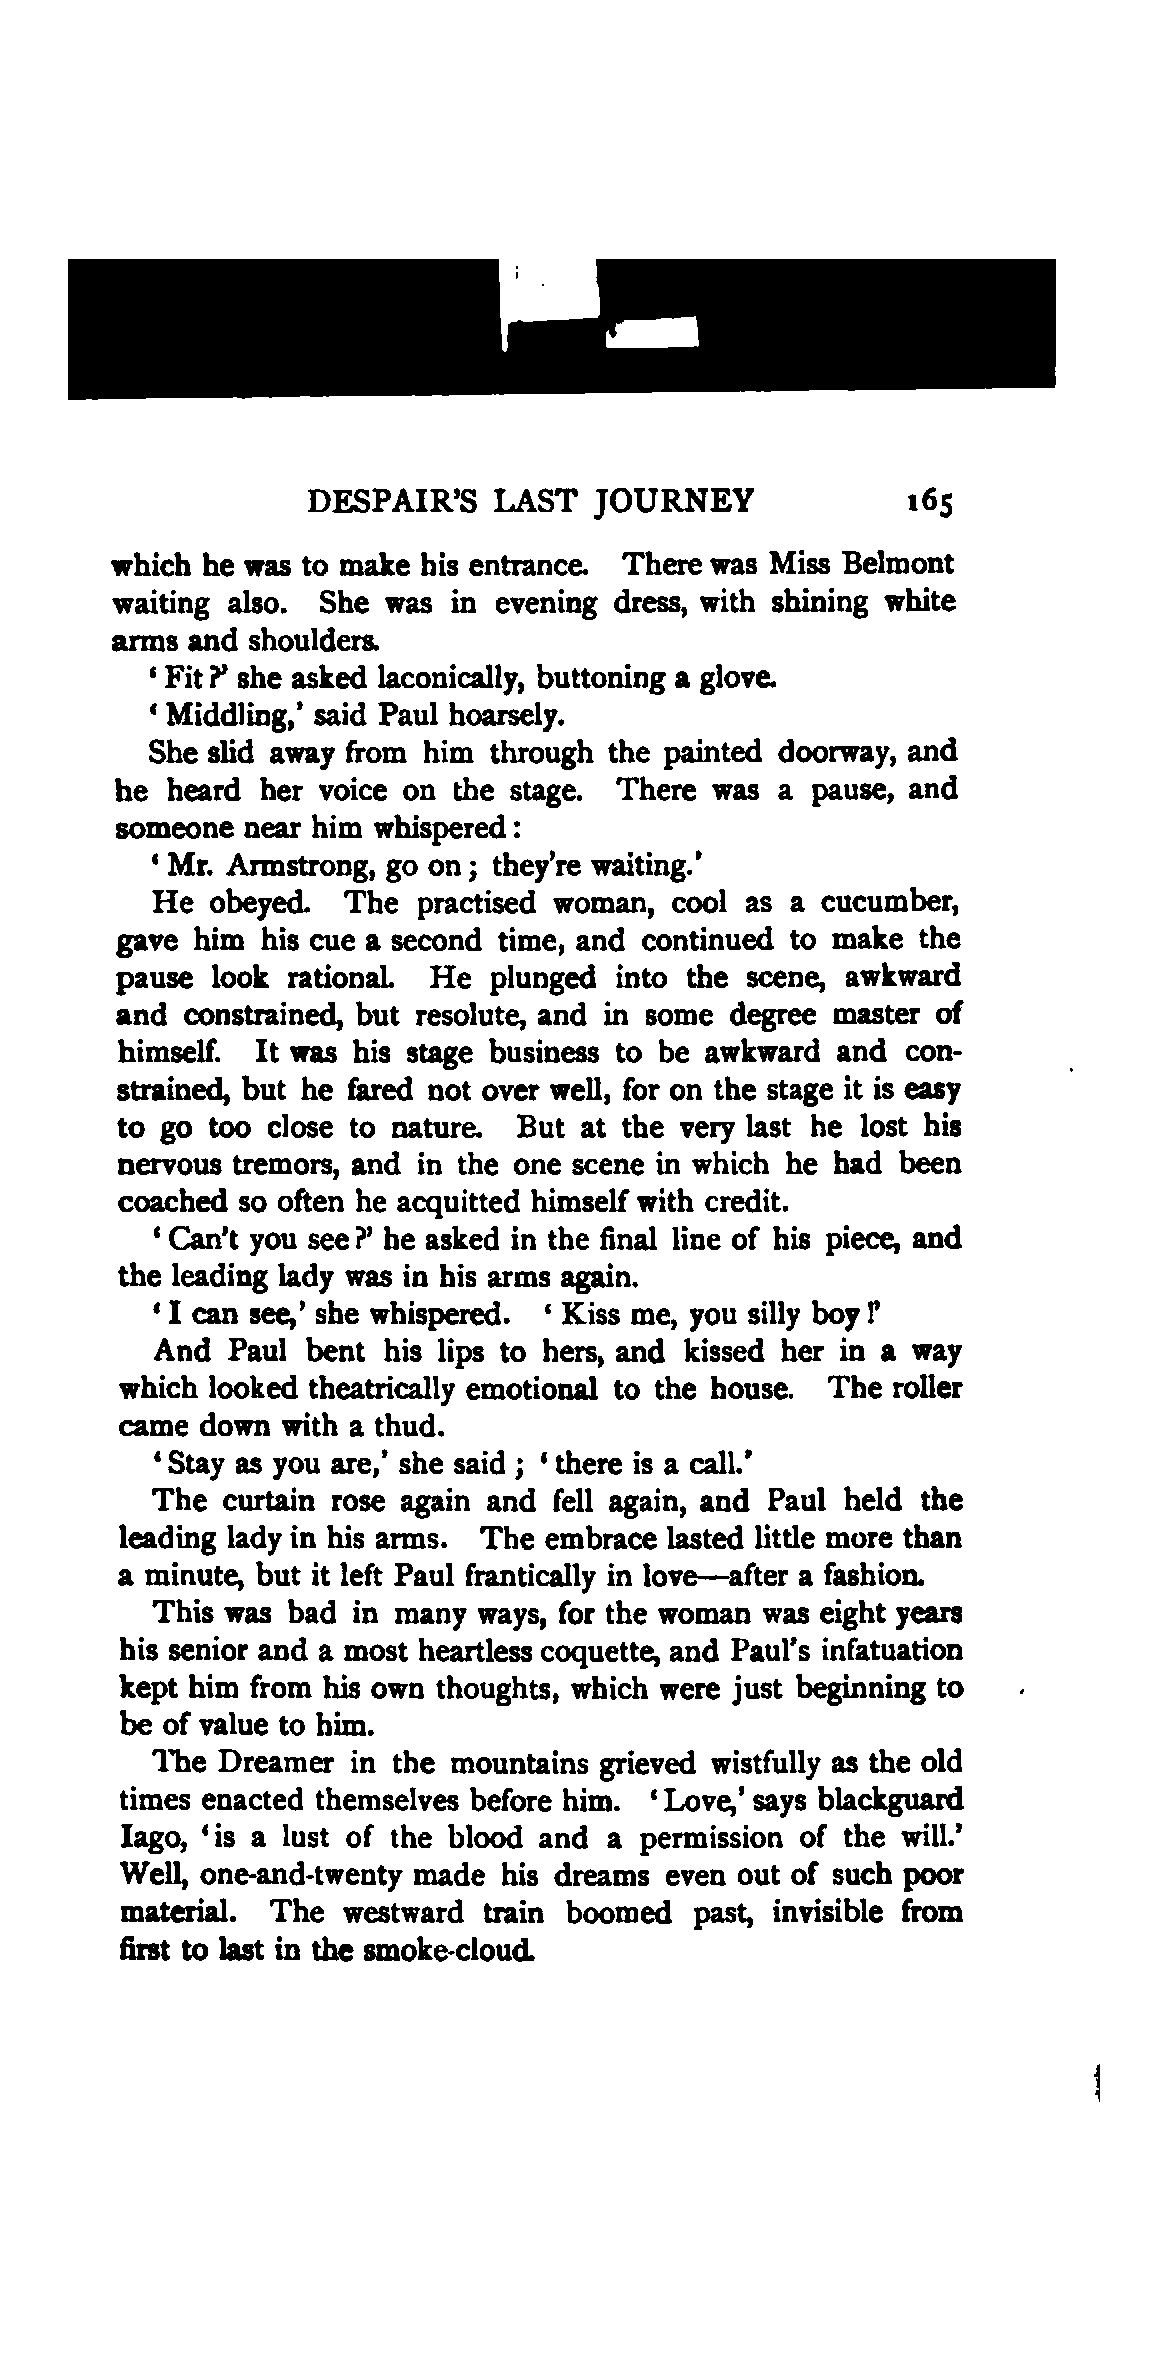 DESPAIR'S LAST JOURNEY 165
which he was to make his entrance. There was Miss Belmont
waiting also. She was in evening dress, with shining white
arms and shoulders.
‘ Fit ?’ she asked laconically, buttoning a glove.
‘ Middling,’ said Paul hoarsely.
She slid away from him through the painted doorway, and
he heard her voice on the stage. There was a pause, and
someone near him whispered :
‘ Mr. Armstrong, go on ; they're waiting.’
He obeyed. The practised woman, cool as a cucumber,
gave him his cue a second time, and continued to make the
pause look rational. He plunged into the scene, awkward
and constrained, but resolute, and in some degree master of
himself. It was his stage business to be awkward and con-
strained, but he fared not over well, for on the stage it is easy
to go too close to nature. But at the very last he lost his
nervous tremors, and in the one scene in which he had been
coached so often he acquitted himself with credit.
‘ Can't you see ?’ he asked in the final line of his piece, and
the leading lady was in his arms again.
‘ I can see,’ she whispered. ‘ Kiss me, you silly boy !’
And Paul bent his lips to hers, and kissed her in a way
which looked theatrically emotional to the house. The roller
came down with a thud.
‘ Stay as you are,’ she said ; ‘ there is a call.’
The curtain rose again and fell again, and Paul held the
leading lady in his arms. The embrace lasted little more than
a minute, but it left Paul frantically in love—after a fashion.
This was bad in many ways, for the woman was eight years
his senior and a most heartless coquette, and Paul's infatuation
kept him from his own thoughts, which were just beginning to
be of value to him.
The Dreamer in the mountains grieved wistfully as the old
times enacted themselves before him. ‘ Love,’ says blackguard
Iago, ‘ is a lust of the blood and a permission of the will.’
Well, one-and-twenty made his dreams even out of such poor
material. The westward train boomed past, invisible from
first to last in the smoke-cloud.